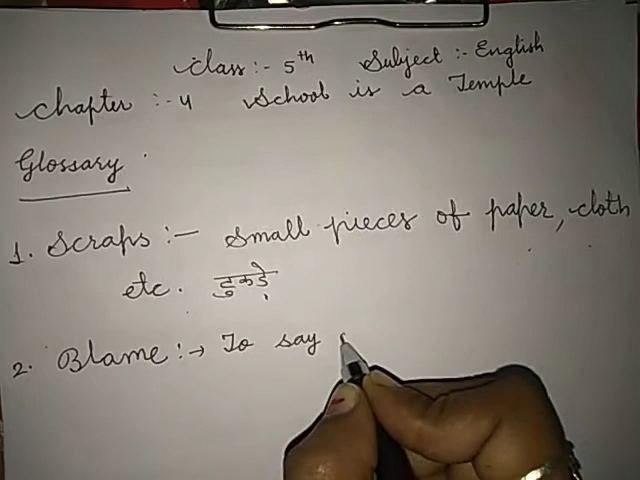 Class:- 5th Subject:- English
Chapter:- 4 School is a Temple
Glossary
1. Scraps:- Small pieces of paper, cloth
etc. टुकड़े
2. Blame:→ To say